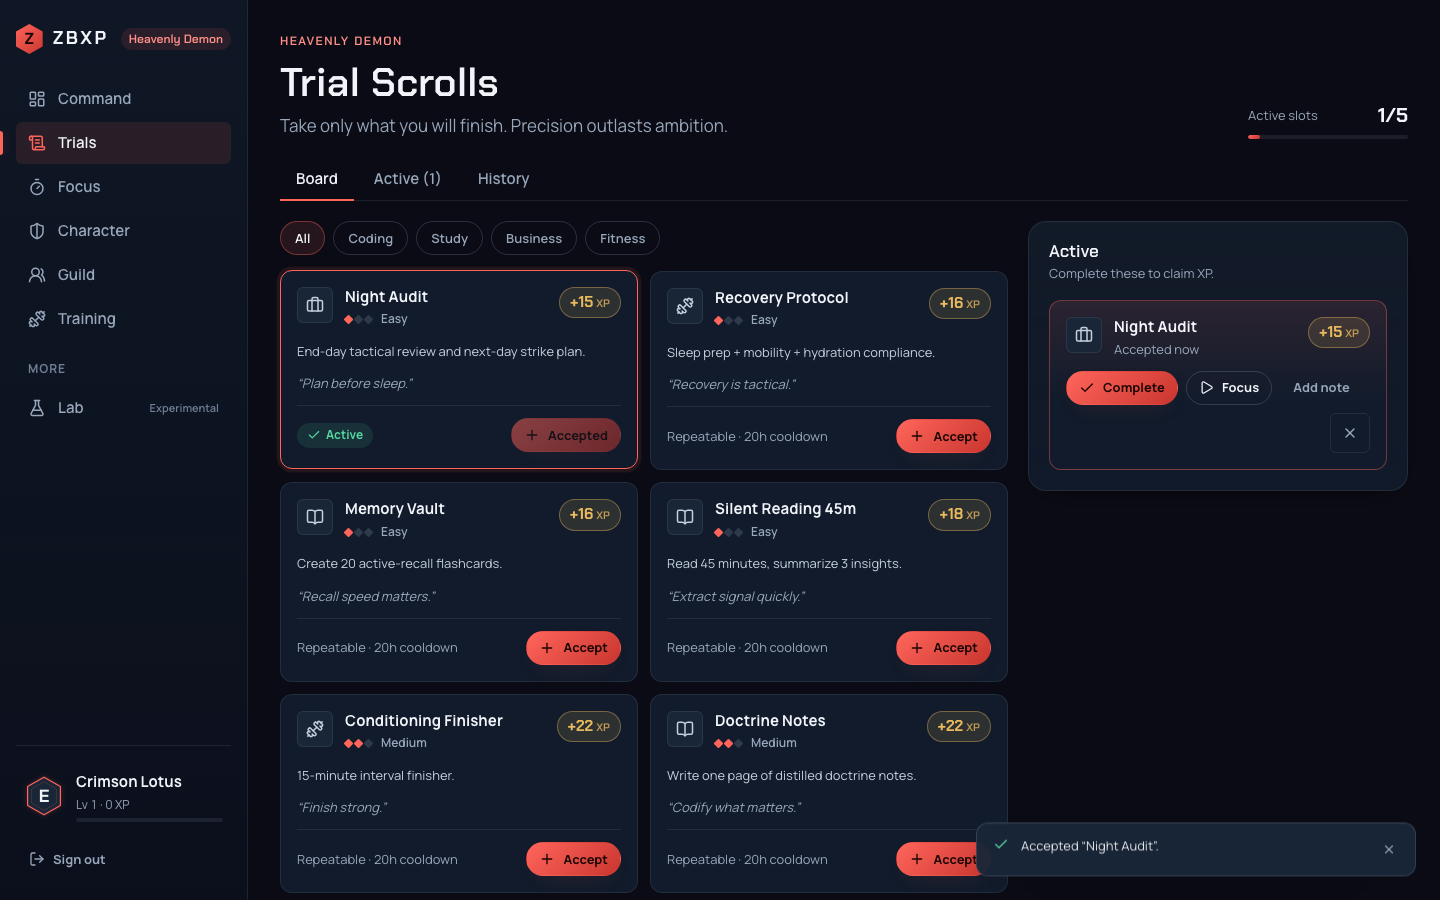 Z
ZBXP
Heavenly Demon
Command
Trials
Focus
Character
Guild
Training
MORE
Lab
Experimental
E
Crimson Lotus
Lv 1 · 0 XP
Sign out
HEAVENLY DEMON
Trial Scrolls
Take only what you will finish. Precision outlasts ambition.
Active slots
1/5
Board
Active (1)
History
All
Coding
Study
Business
Fitness
Night Audit
Easy
+15 XP
End-day tactical review and next-day strike plan.
“Plan before sleep.”
Active
Accepted
Recovery Protocol
Easy
+16 XP
Sleep prep + mobility + hydration compliance.
“Recovery is tactical.”
Repeatable · 20h cooldown
Accept
Memory Vault
Easy
+16 XP
Create 20 active-recall flashcards.
“Recall speed matters.”
Repeatable · 20h cooldown
Accept
Silent Reading 45m
Easy
+18 XP
Read 45 minutes, summarize 3 insights.
“Extract signal quickly.”
Repeatable · 20h cooldown
Accept
Conditioning Finisher
Medium
+22 XP
15-minute interval finisher.
“Finish strong.”
Repeatable · 20h cooldown
Accept
Doctrine Notes
Medium
+22 XP
Write one page of distilled doctrine notes.
“Codify what matters.”
Repeatable · 20h cooldown
Accept
Active
Complete these to claim XP.
Night Audit
Accepted now
+15 XP
Complete
Focus
Add note
Accepted “Night Audit”.